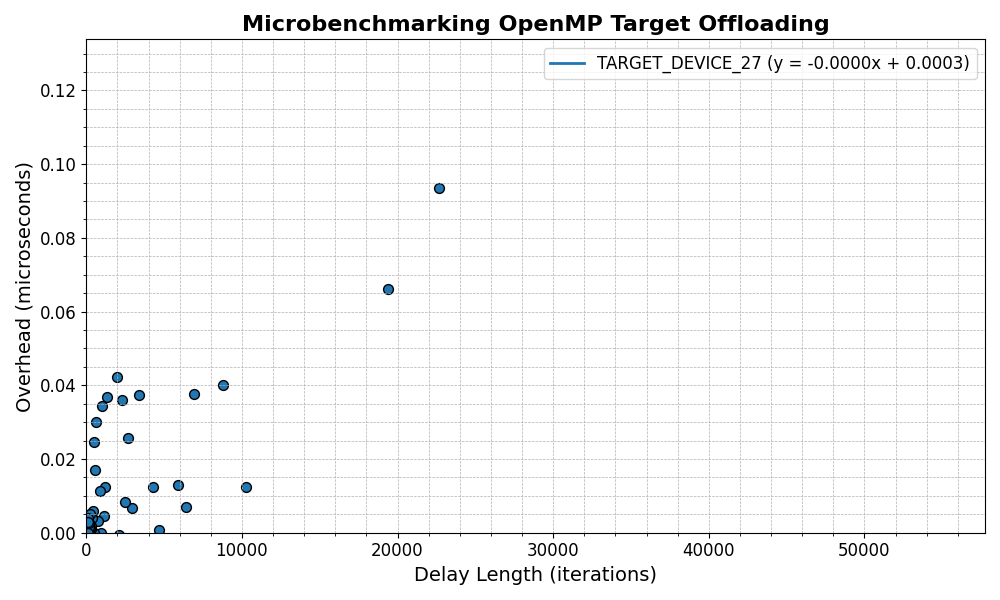 Microbenchmarking OpenMP Target Offloading
TARGET_DEVICE_27 (y = -0.0000x + 0.0003)
Overhead (microseconds)
0.12
0.10
0.08
0.06
0.04
0.02
0.00
0 10000 20000 30000 40000 50000
Delay Length (iterations)